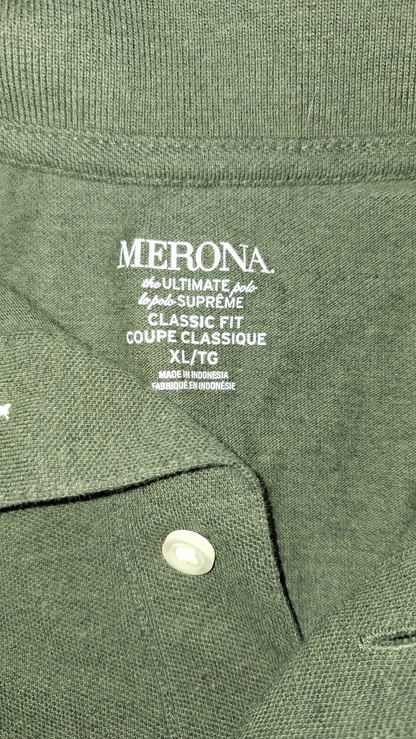 MERONA.
the ULTIMATE polo
le polo SUPRÊME
CLASSIC FIT
COUPE CLASSIQUE
XL/TG
MADE IN INDONESIA
FABRIQUÉ EN INDONÉSIE